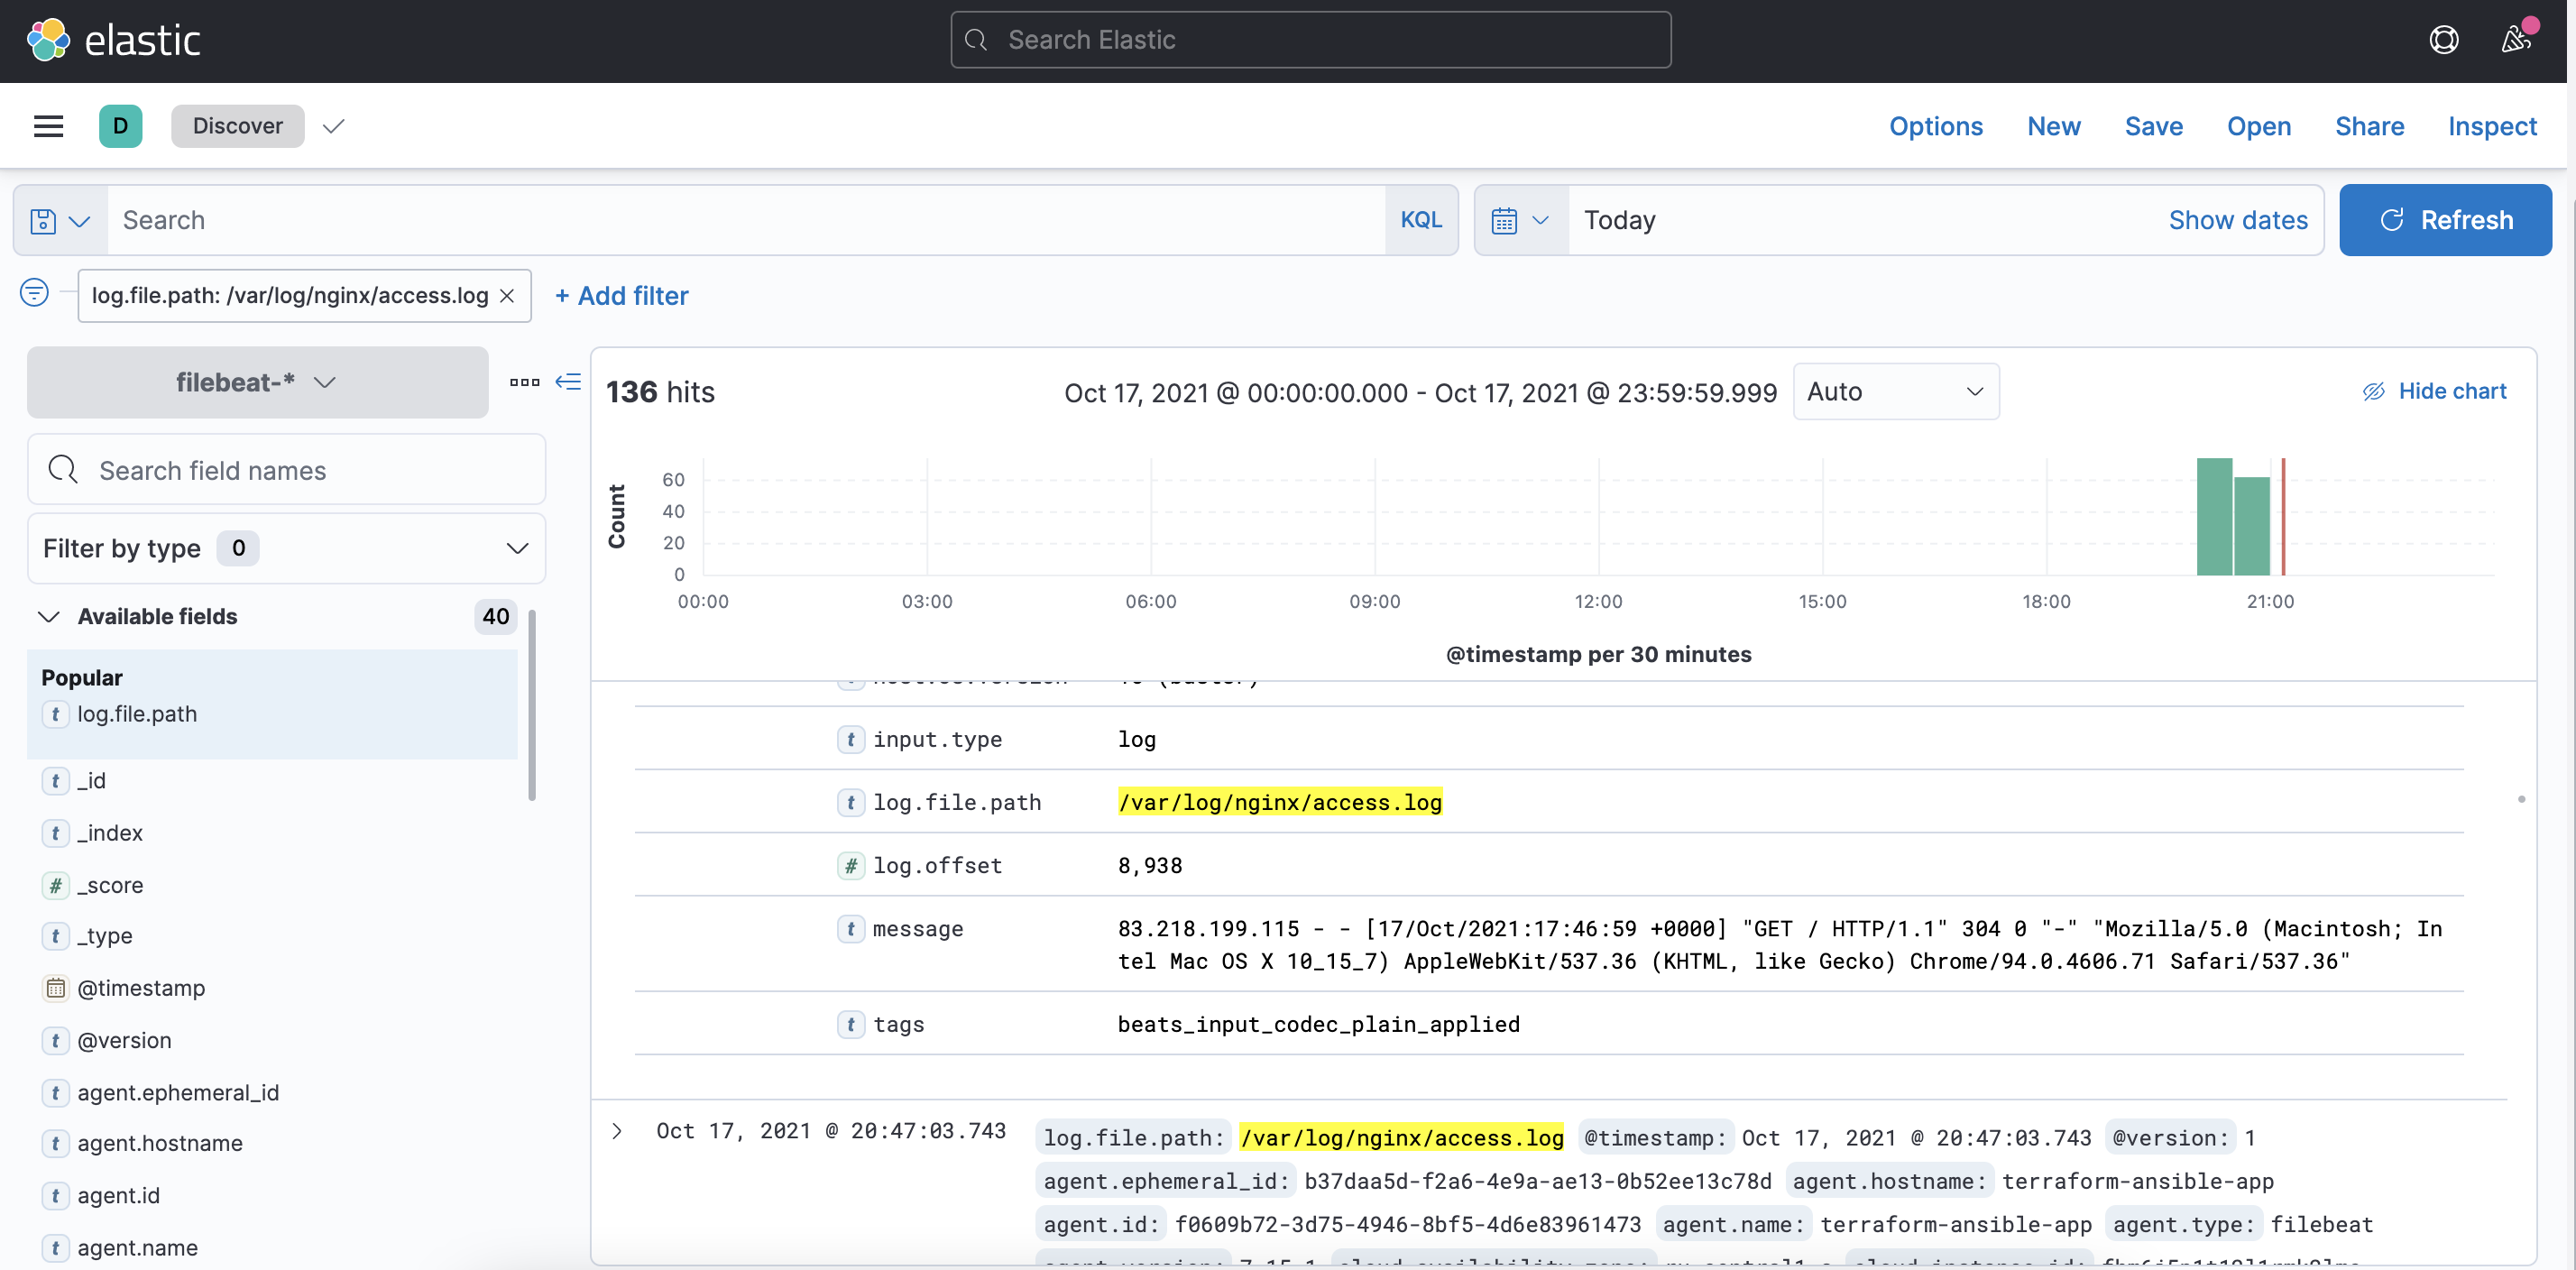 elastic
Search Elastic
D
Discover
Options New Save Open Share Inspect
Search
KQL
Today
Show dates
Refresh
log.file.path: /var/log/nginx/access.log ×
+ Add filter
filebeat-*
136 hits
Oct 17, 2021 @ 00:00:00.000 - Oct 17, 2021 @ 23:59:59.999
Auto
Hide chart
Search field names
Filter by type 0
Available fields 40
Popular
t log.file.path
t _id
t _index
# _score
t _type
@timestamp
t @version
t agent.ephemeral_id
t agent.hostname
t agent.id
t agent.name
Count
60
40
20
0
00:00 03:00 06:00 09:00 12:00 15:00 18:00 21:00
@timestamp per 30 minutes
t input.type log
t log.file.path /var/log/nginx/access.log
# log.offset 8,938
t message 83.218.199.115 - - [17/Oct/2021:17:46:59 +0000] "GET / HTTP/1.1" 304 0 "-" "Mozilla/5.0 (Macintosh; In
tel Mac OS X 10_15_7) AppleWebKit/537.36 (KHTML, like Gecko) Chrome/94.0.4606.71 Safari/537.36"
t tags beats_input_codec_plain_applied
Oct 17, 2021 @ 20:47:03.743
log.file.path: /var/log/nginx/access.log @timestamp: Oct 17, 2021 @ 20:47:03.743 @version: 1
agent.ephemeral_id: b37daa5d-f2a6-4e9a-ae13-0b52ee13c78d agent.hostname: terraform-ansible-app
agent.id: f0609b72-3d75-4946-8bf5-4d6e83961473 agent.name: terraform-ansible-app agent.type: filebeat